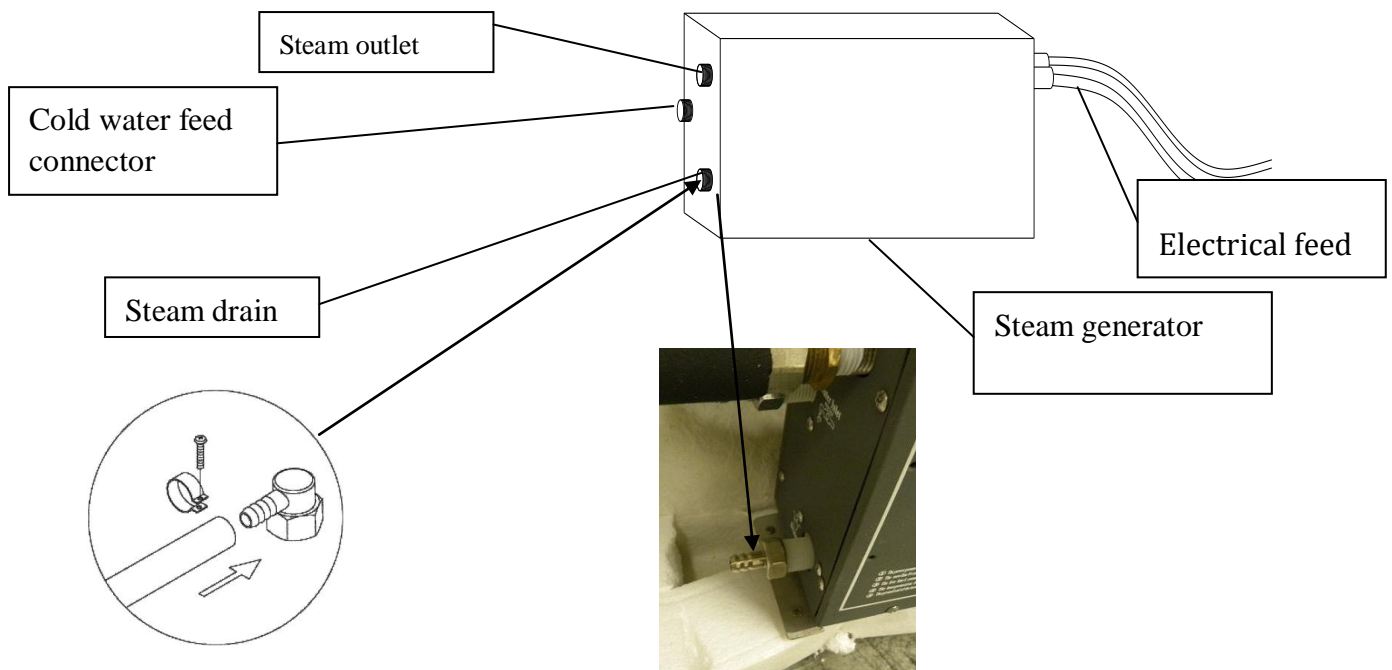 Steam outlet
Cold water feed
connector
Electrical feed
Steam drain
Steam generator